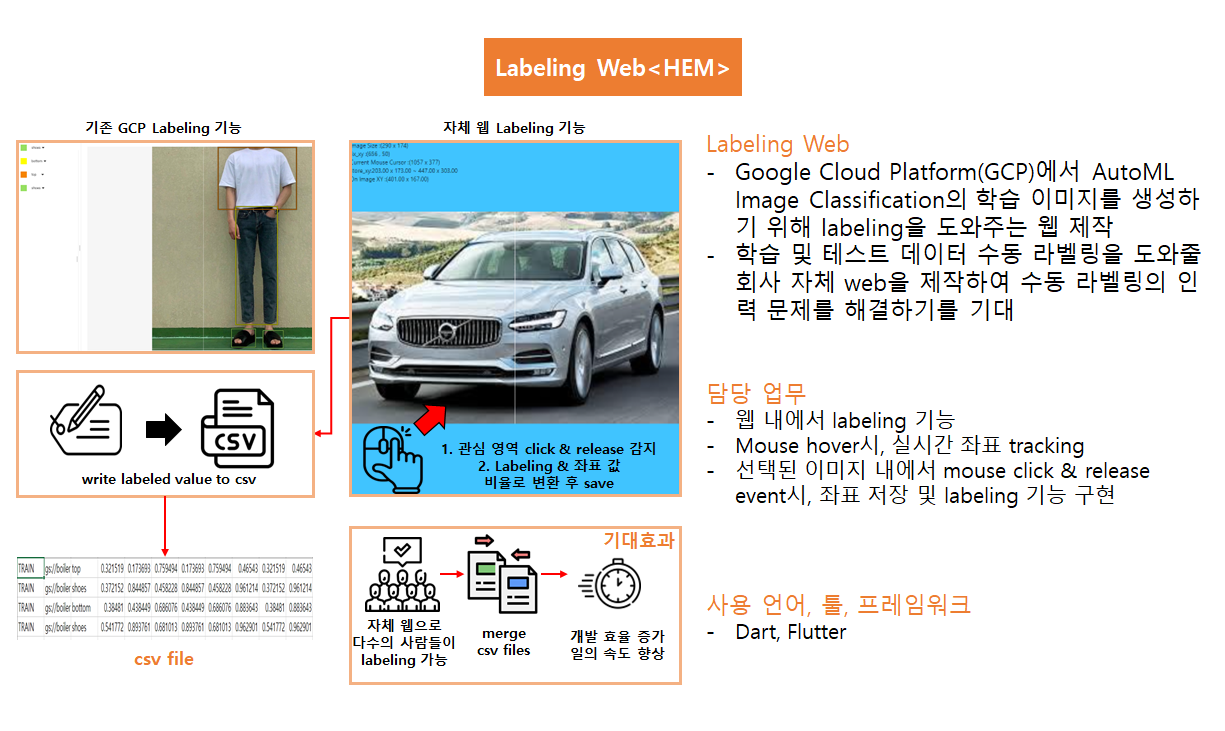 Labeling Web<HEM>
기존 GCP Labeling 기능
shoes
bottom
top
shoes
write labeled value to csv
CSV
TRAIN gs://boiler top 0.321519 0.173693 0.759494 0.173693 0.759494 0.46543 0.321519 0.46543
TRAIN gs://boiler shoes 0.372152 0.844857 0.458228 0.844857 0.458228 0.961214 0.372152 0.961214
TRAIN gs://boiler bottom 0.38481 0.438449 0.686076 0.438449 0.686076 0.883643 0.38481 0.883643
TRAIN gs://boiler shoes 0.541772 0.893761 0.681013 0.893761 0.681013 0.962901 0.541772 0.962901
csv file
자체 웹 Labeling 기능
Image Size :(290 x 174)
Current Mouse Cursor :(1057 x 377)
store_xy:203.00 x 173.00 ~ 447.00 x 303.00
On Image XY :(401.00 x 167.00)
1. 관심 영역 click & release 감지
2. Labeling & 좌표 값
비율로 변환 후 save
기대효과
자체 웹으로
다수의 사람들이
labeling 가능
merge
csv files
개발 효율 증가
일의 속도 향상
Labeling Web
- Google Cloud Platform(GCP)에서 AutoML
Image Classification의 학습 이미지를 생성하
기 위해 labeling을 도와주는 웹 제작
- 학습 및 테스트 데이터 수동 라벨링을 도와줄
회사 자체 web을 제작하여 수동 라벨링의 인
력 문제를 해결하기를 기대
담당 업무
- 웹 내에서 labeling 기능
- Mouse hover시, 실시간 좌표 tracking
- 선택된 이미지 내에서 mouse click & release
event시, 좌표 저장 및 labeling 기능 구현
사용 언어, 툴, 프레임워크
- Dart, Flutter